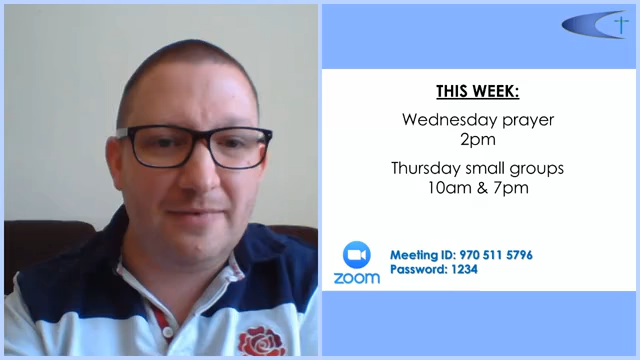 THIS WEEK:
Wednesday prayer
2pm
Thursday small groups
10am & 7pm
zoom
Meeting ID: 970 511 5796
Password: 1234